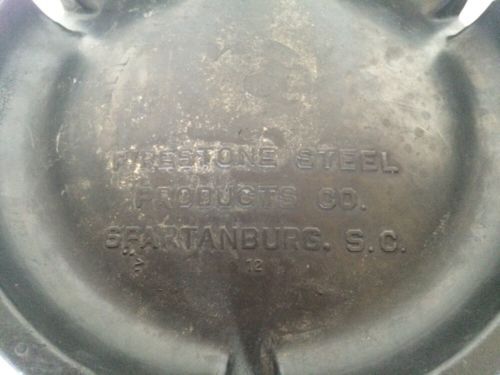 FIRESTONE STEEL
PRODUCTS CO.
SPARTANBURG, S.C.
12